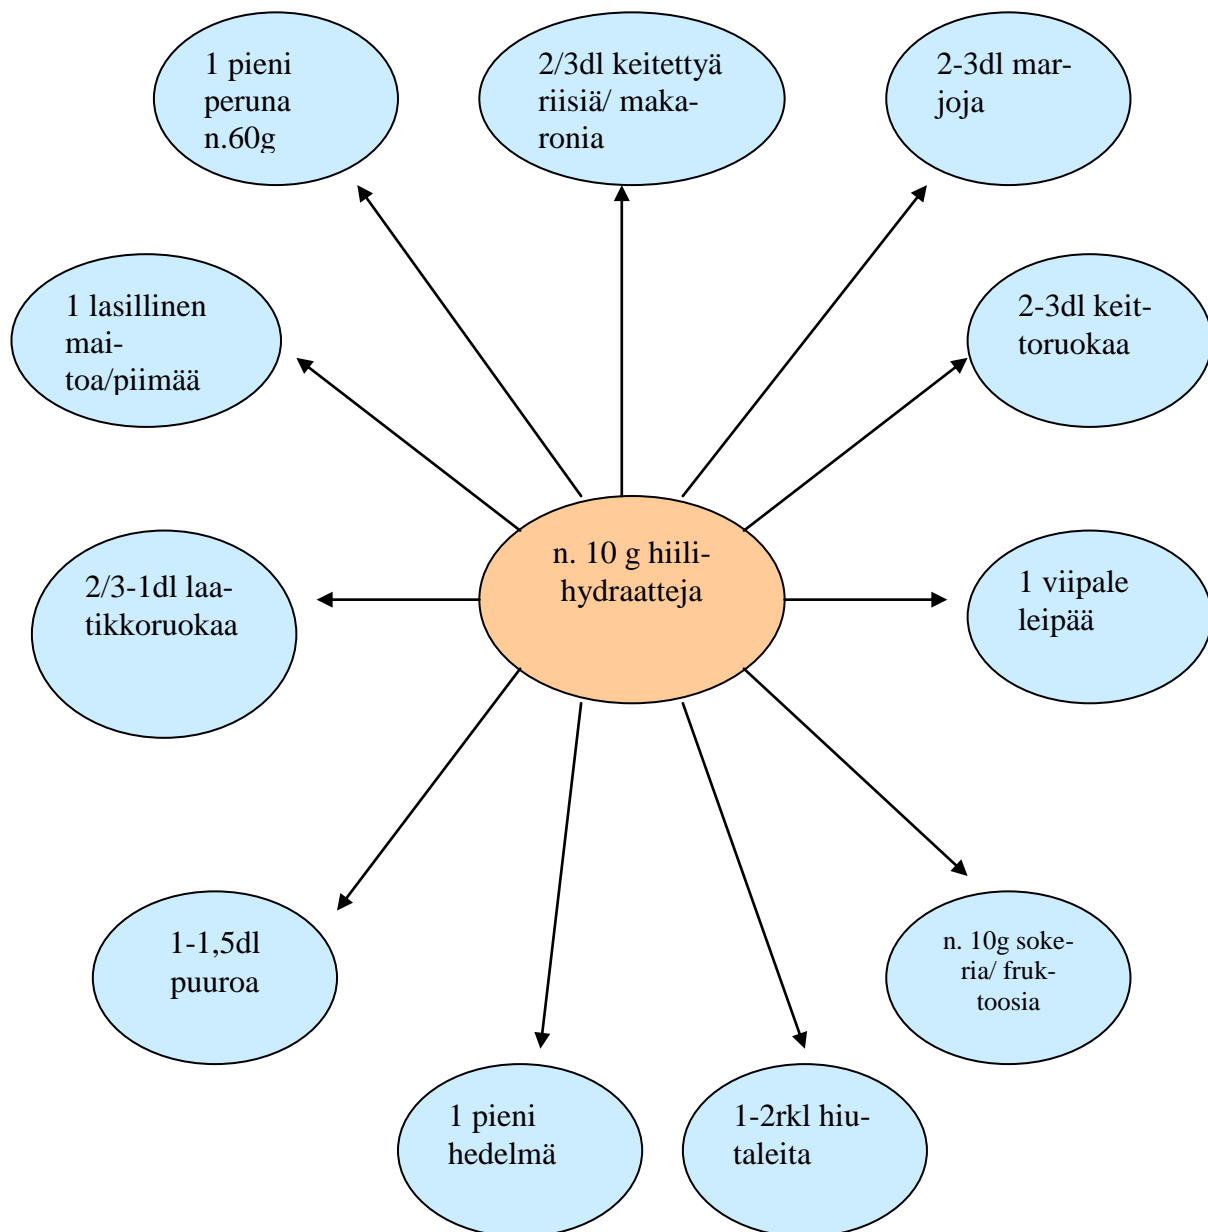 1 pieni
peruna
n.60g
2/3dl keitettyä
riisiä/ maka-
ronia
2-3dl mar-
joja
1 lasillinen
mai-
toa/piimää
2-3dl keit-
toruokaa
n. 10 g hiili-
hydraatteja
2/3-1dl laa-
tikkoruokaa
1 viipale
leipää
1-1,5dl
puuroa
n. 10g soke-
ria/ fruk-
toosia
1 pieni
hedelmä
1-2rkl hiu-
taleita